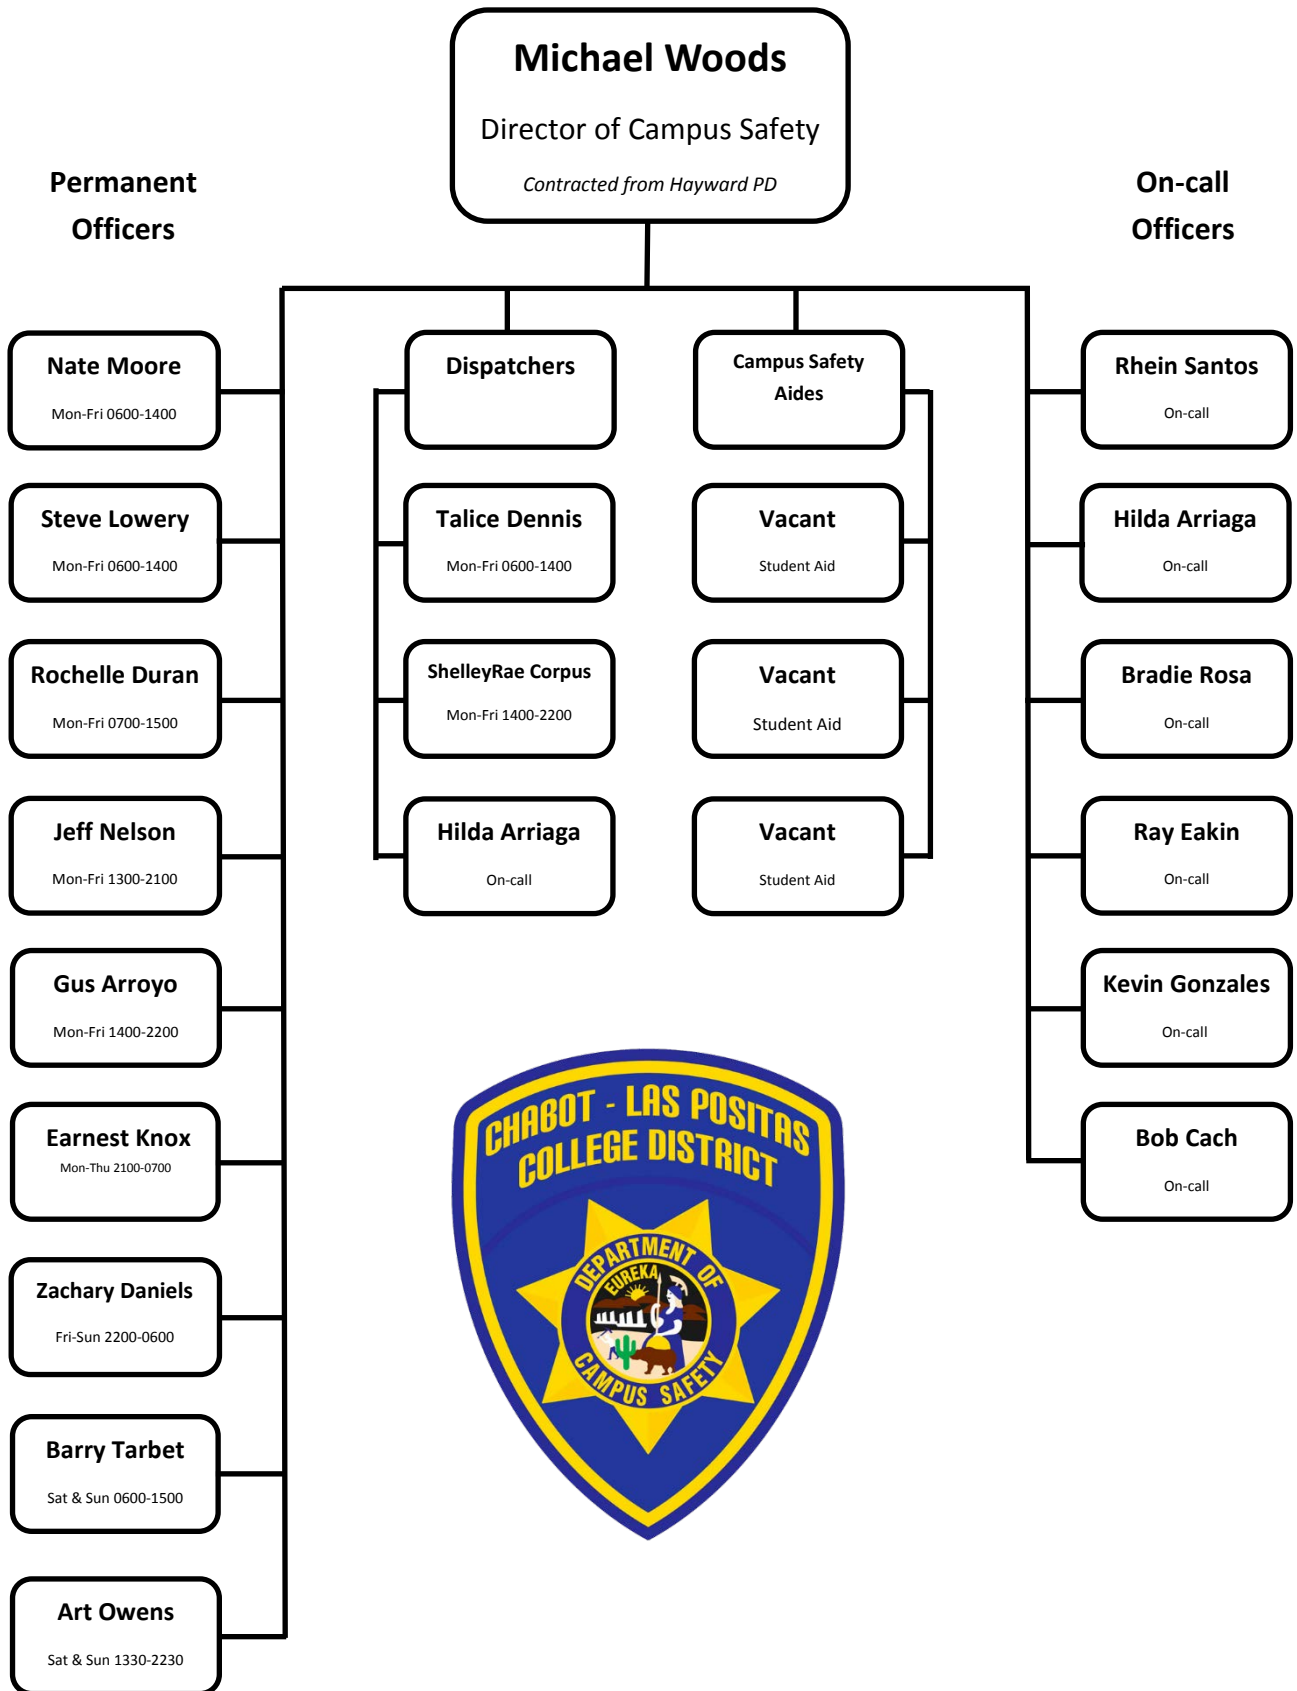 Michael Woods
Director of Campus Safety
Contracted from Hayward PD
Permanent
Officers
Nate Moore
Mon-Fri 0600-1400
Steve Lowery
Mon-Fri 0600-1400
Rochelle Duran
Mon-Fri 0700-1500
Jeff Nelson
Mon-Fri 1300-2100
Gus Arroyo
Mon-Fri 1400-2200
Earnest Knox
Mon-Thu 2100-0700
Zachary Daniels
Fri-Sun 2200-0600
Barry Tarbet
Sat & Sun 0600-1500
Art Owens
Sat & Sun 1330-2230
Dispatchers
Talice Dennis
Mon-Fri 0600-1400
ShelleyRae Corpus
Mon-Fri 1400-2200
Hilda Arriaga
On-call
Campus Safety
Aides
Vacant
Student Aid
Vacant
Student Aid
Vacant
Student Aid
On-call
Officers
Rhein Santos
On-call
Hilda Arriaga
On-call
Bradie Rosa
On-call
Ray Eakin
On-call
Kevin Gonzales
On-call
Bob Cach
On-call
CHABOT - LAS POSITAS
COLLEGE DISTRICT
DEPARTMENT OF
EUREKA
CAMPUS SAFETY